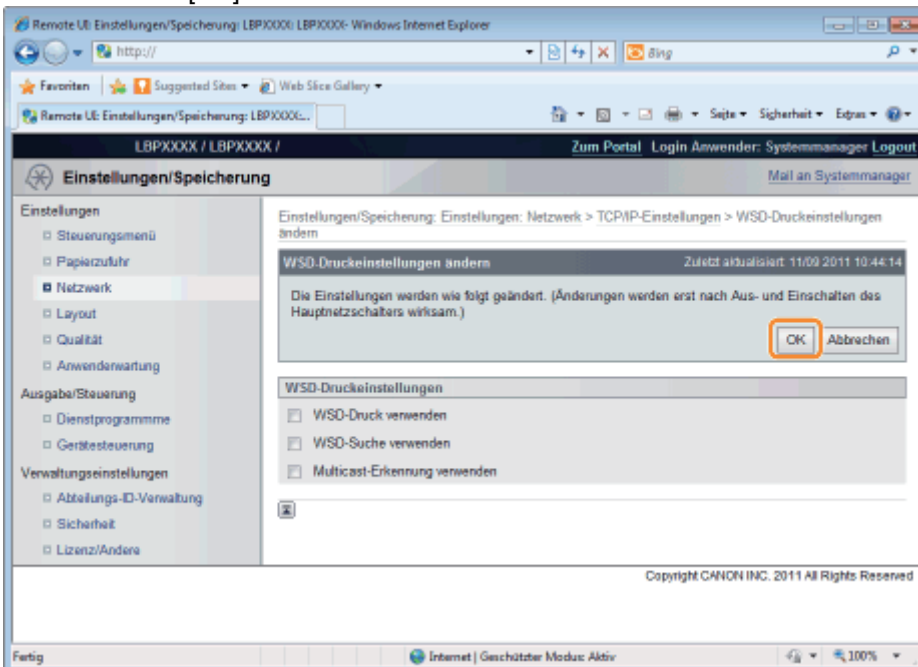 Remote UI: Einstellungen/Speicherung: LBPXXXX: LBPXXXX- Windows Internet Explorer
http://
Bing
Favoriten Suggested Sites Web Slice Gallery
Remote UI: Einstellungen/Speicherung: LBPXXXX:...
Seite Sicherheit Extras
LBPXXXX / LBPXXXX /
Zum Portal Login Anwender: Systemmanager Logout
Einstellungen/Speicherung
Mail an Systemmanager
Einstellungen
Steuerungsmenü
Papierzufuhr
Netzwerk
Layout
Qualität
Anwenderwartung
Ausgabe/Steuerung
Dienstprogrammme
Gerätesteuerung
Verwaltungseinstellungen
Abteilungs-ID-Verwaltung
Sicherheit
Lizenz/Andere
Einstellungen/Speicherung: Einstellungen: Netzwerk > TCP/IP-Einstellungen > WSD-Druckeinstellungen
ändern
WSD-Druckeinstellungen ändern
Zuletzt aktualisiert: 11/09 2011 10:44:14
Die Einstellungen werden wie folgt geändert. (Änderungen werden erst nach Aus- und Einschalten des
Hauptnetzschalters wirksam.)
OK Abbrechen
WSD-Druckeinstellungen
WSD-Druck verwenden
WSD-Suche verwenden
Multicast-Erkennung verwenden
Copyright CANON INC. 2011 All Rights Reserved
Fertig
Internet | Geschützter Modus: Aktiv
100%